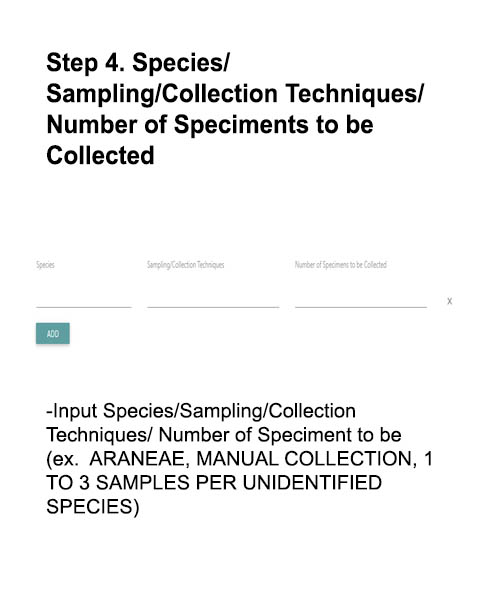 Step 4. Species/
Sampling/Collection Techniques/
Number of Speciments to be
Collected
Species
Sampling/Collection Techniques
Number of Specimens to be Collected
X
ADD
-Input Species/Sampling/Collection
Techniques/ Number of Speciment to be
(ex.  ARANEAE, MANUAL COLLECTION, 1
TO 3 SAMPLES PER UNIDENTIFIED
SPECIES)